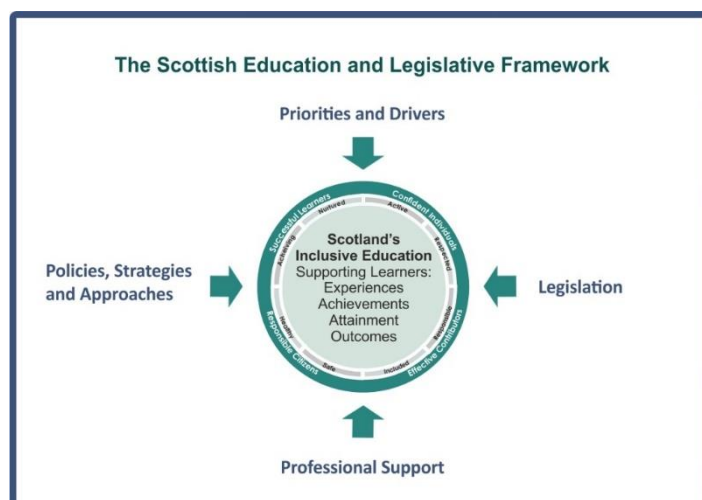 The Scottish Education and Legislative Framework
Priorities and Drivers
Successful Learners
Confident Individuals
Nurtured
Active
Achieving
Respected
Scotland's
Inclusive Education
Supporting Learners:
Experiences
Achievements
Attainment
Outcomes
Policies, Strategies
and Approaches
Legislation
Healthy
Responsible
Safe
Included
Responsible Citizens
Effective Contributors
Professional Support